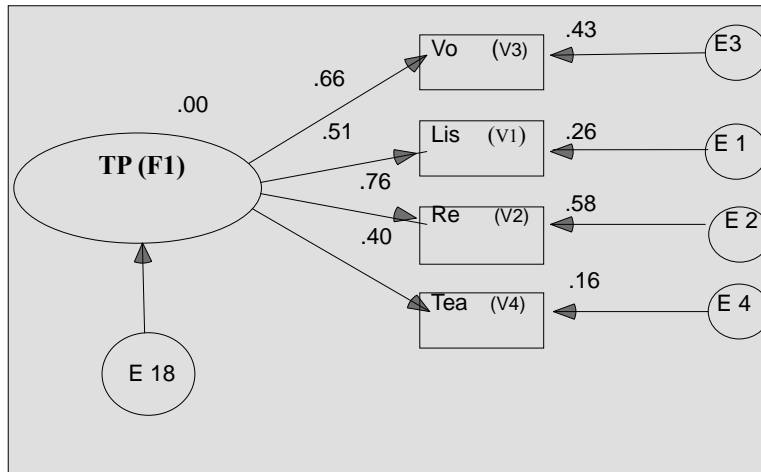 Vo (V3)
.43
E3
.66
.00
.51
Lis (V1)
.26
E 1
TP (F1)
.76
Re (V2)
.58
E 2
.40
Tea (V4)
.16
E 4
E 18